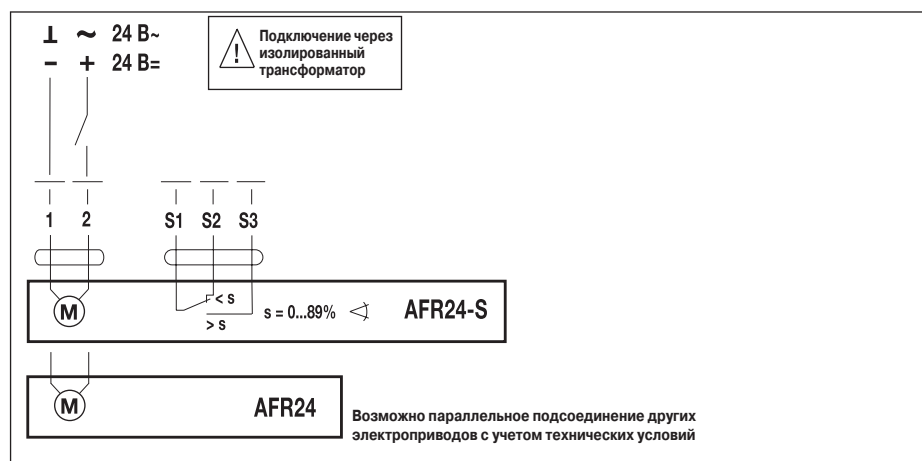 ⊥ ~ 24 В~
− + 24 В=
Подключение через
изолированный
трансформатор
!
1 2 S1 S2 S3
M
< s
> s
s = 0...89%
AFR24-S
M
AFR24
Возможно параллельное подсоединение других
электроприводов с учетом технических условий